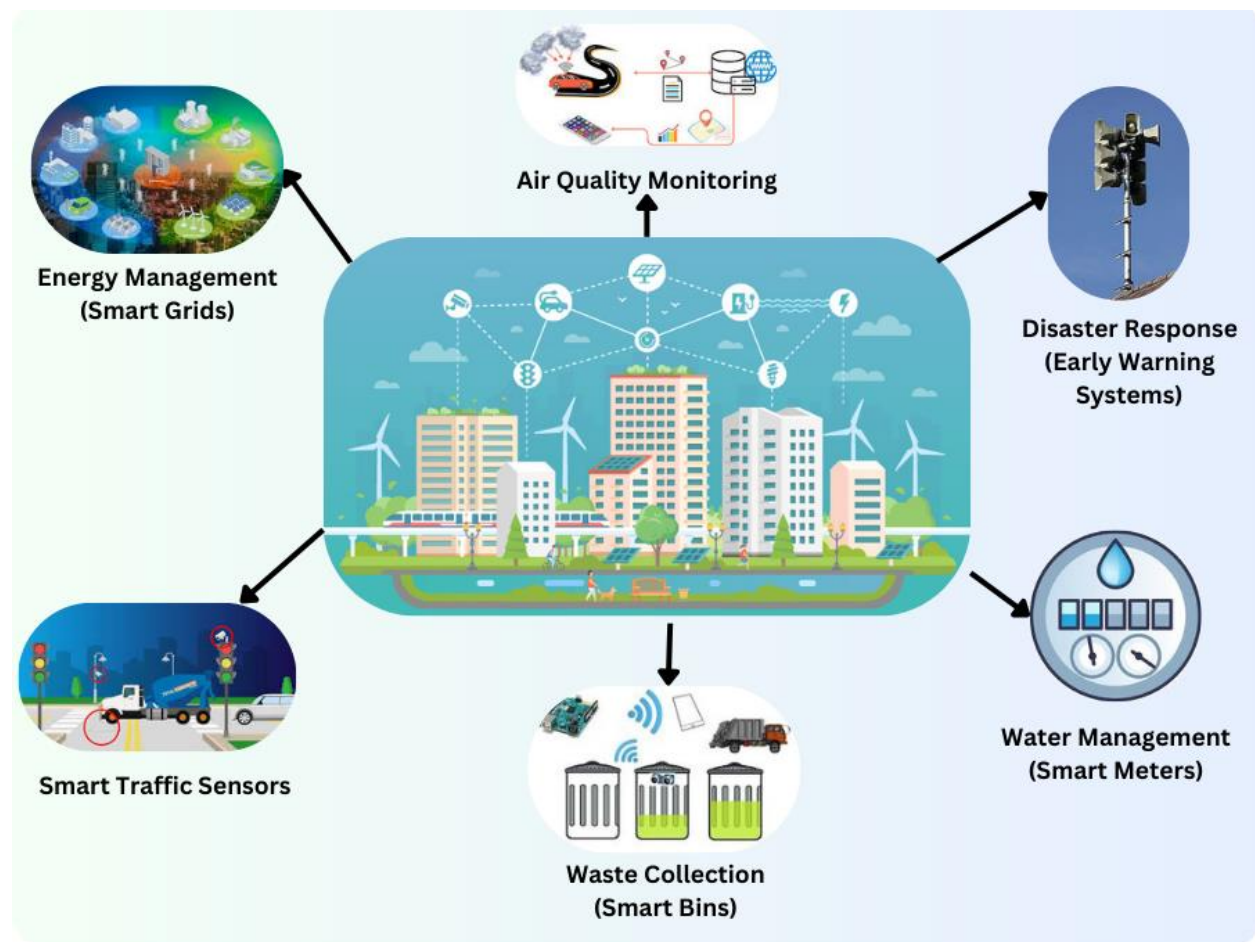 Air Quality Monitoring
Energy Management
(Smart Grids)
Disaster Response
(Early Warning
Systems)
Smart Traffic Sensors
Water Management
(Smart Meters)
Waste Collection
(Smart Bins)